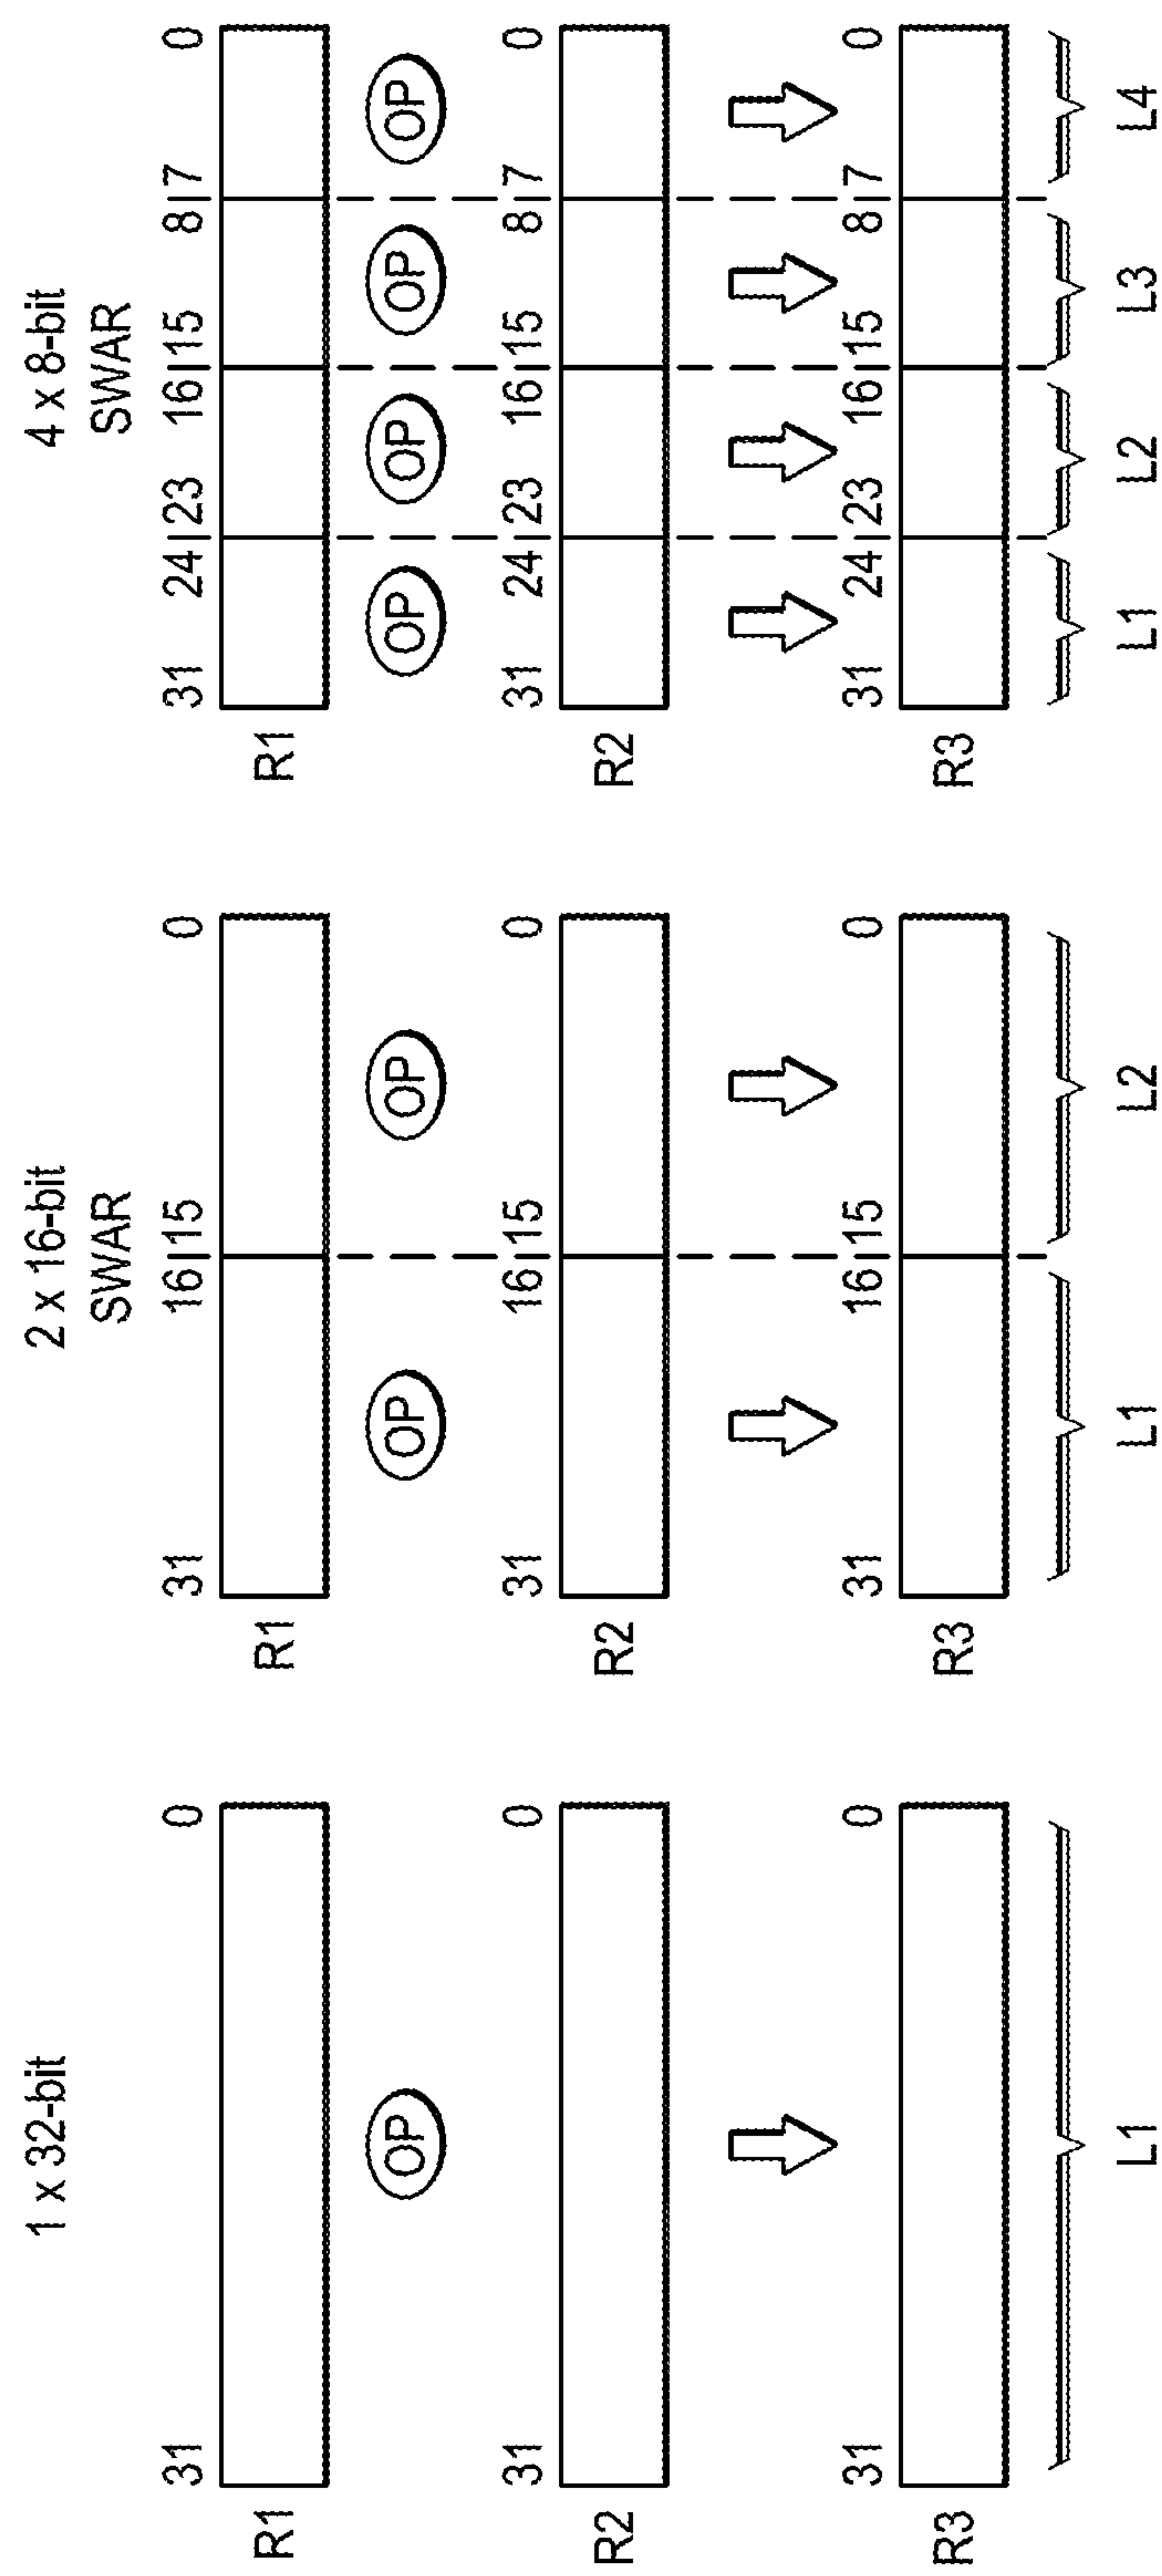 1 x 32-bit
31 0
R1
OP
31 0
R2
31 0
R3
L1
2 x 16-bit
SWAR
31 16 15 0
R1
OP OP
31 16 15 0
R2
31 16 15 0
R3
L1 L2
4 x 8-bit
SWAR
31 24 23 16 15 8 7 0
R1
OP OP OP OP
31 24 23 16 15 8 7 0
R2
31 24 23 16 15 8 7 0
R3
L1 L2 L3 L4